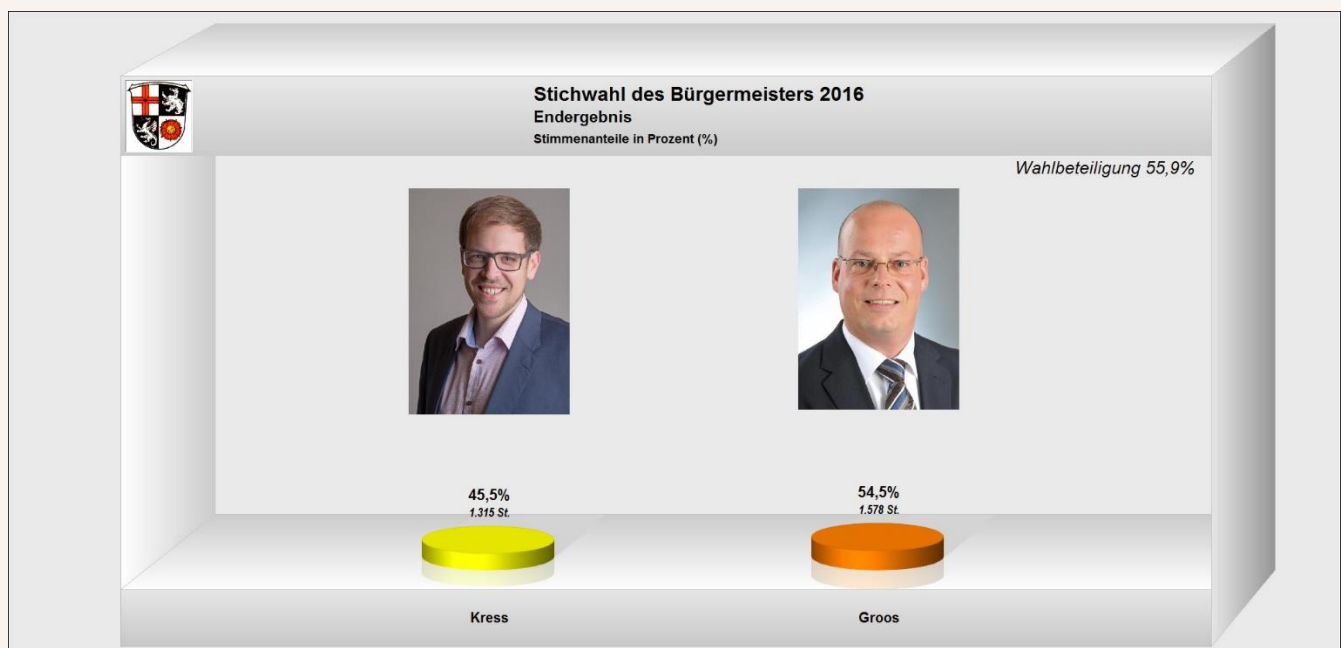 Stichwahl des Bürgermeisters 2016
Endergebnis
Stimmenanteile in Prozent (%)
Wahlbeteiligung 55,9%
45,5%
1.315 St.
54,5%
1.578 St.
Kress
Groos